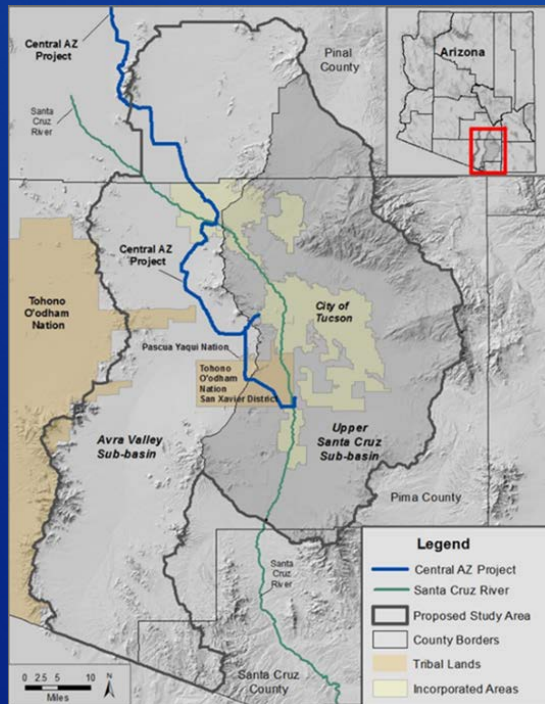 Central AZ
Project
Pinal
County
Arizona
Santa
Cruz
River
Central AZ
Project
Tohono
O'odham
Nation
City of
Tucson
Pascua Yaqui Nation
Tohono
O'odham
Nation
San Xavier District
Avra Valley
Sub-basin
Upper
Santa Cruz
Sub-basin
Pima County
Santa
Cruz
River
Santa Cruz
County
Legend
Central AZ Project
Santa Cruz River
Proposed Study Area
County Borders
Tribal Lands
Incorporated Areas
0 2.5 5 10
Miles
N